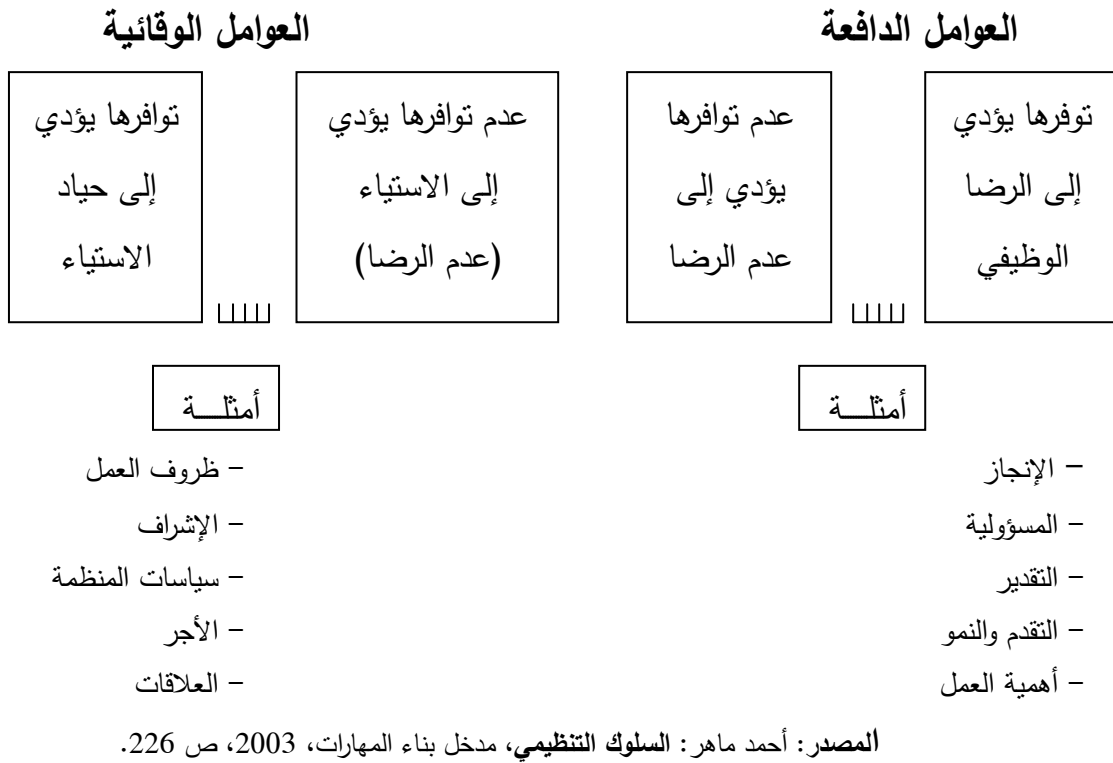 العوامل الدافعة
العوامل الوقائية
توفرها يؤدي
إلى الرضا
الوظيفي
عدم توافرها
يؤدي إلى
عدم الرضا
عدم توافرها يؤدي
إلى الاستياء
(عدم الرضا)
توافرها يؤدي
إلى حياد
الاستياء
أمثلـــة
- الإنجاز
- المسؤولية
- التقدير
- التقدم والنمو
- أهمية العمل
أمثلـــة
- ظروف العمل
- الإشراف
- سياسات المنظمة
- الأجر
- العلاقات
المصدر: أحمد ماهر: السلوك التنظيمي، مدخل بناء المهارات، 2003، ص 226.